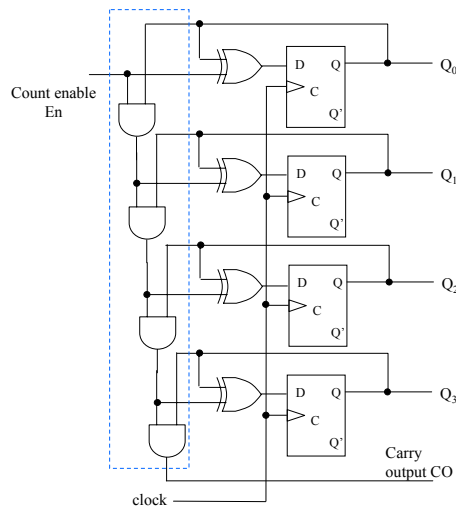 D Q Q0
Count enable
En
C
Q'
D Q Q1
C
Q'
D Q Q2
C
Q'
D Q Q3
C
Q'
Carry
output CO
clock